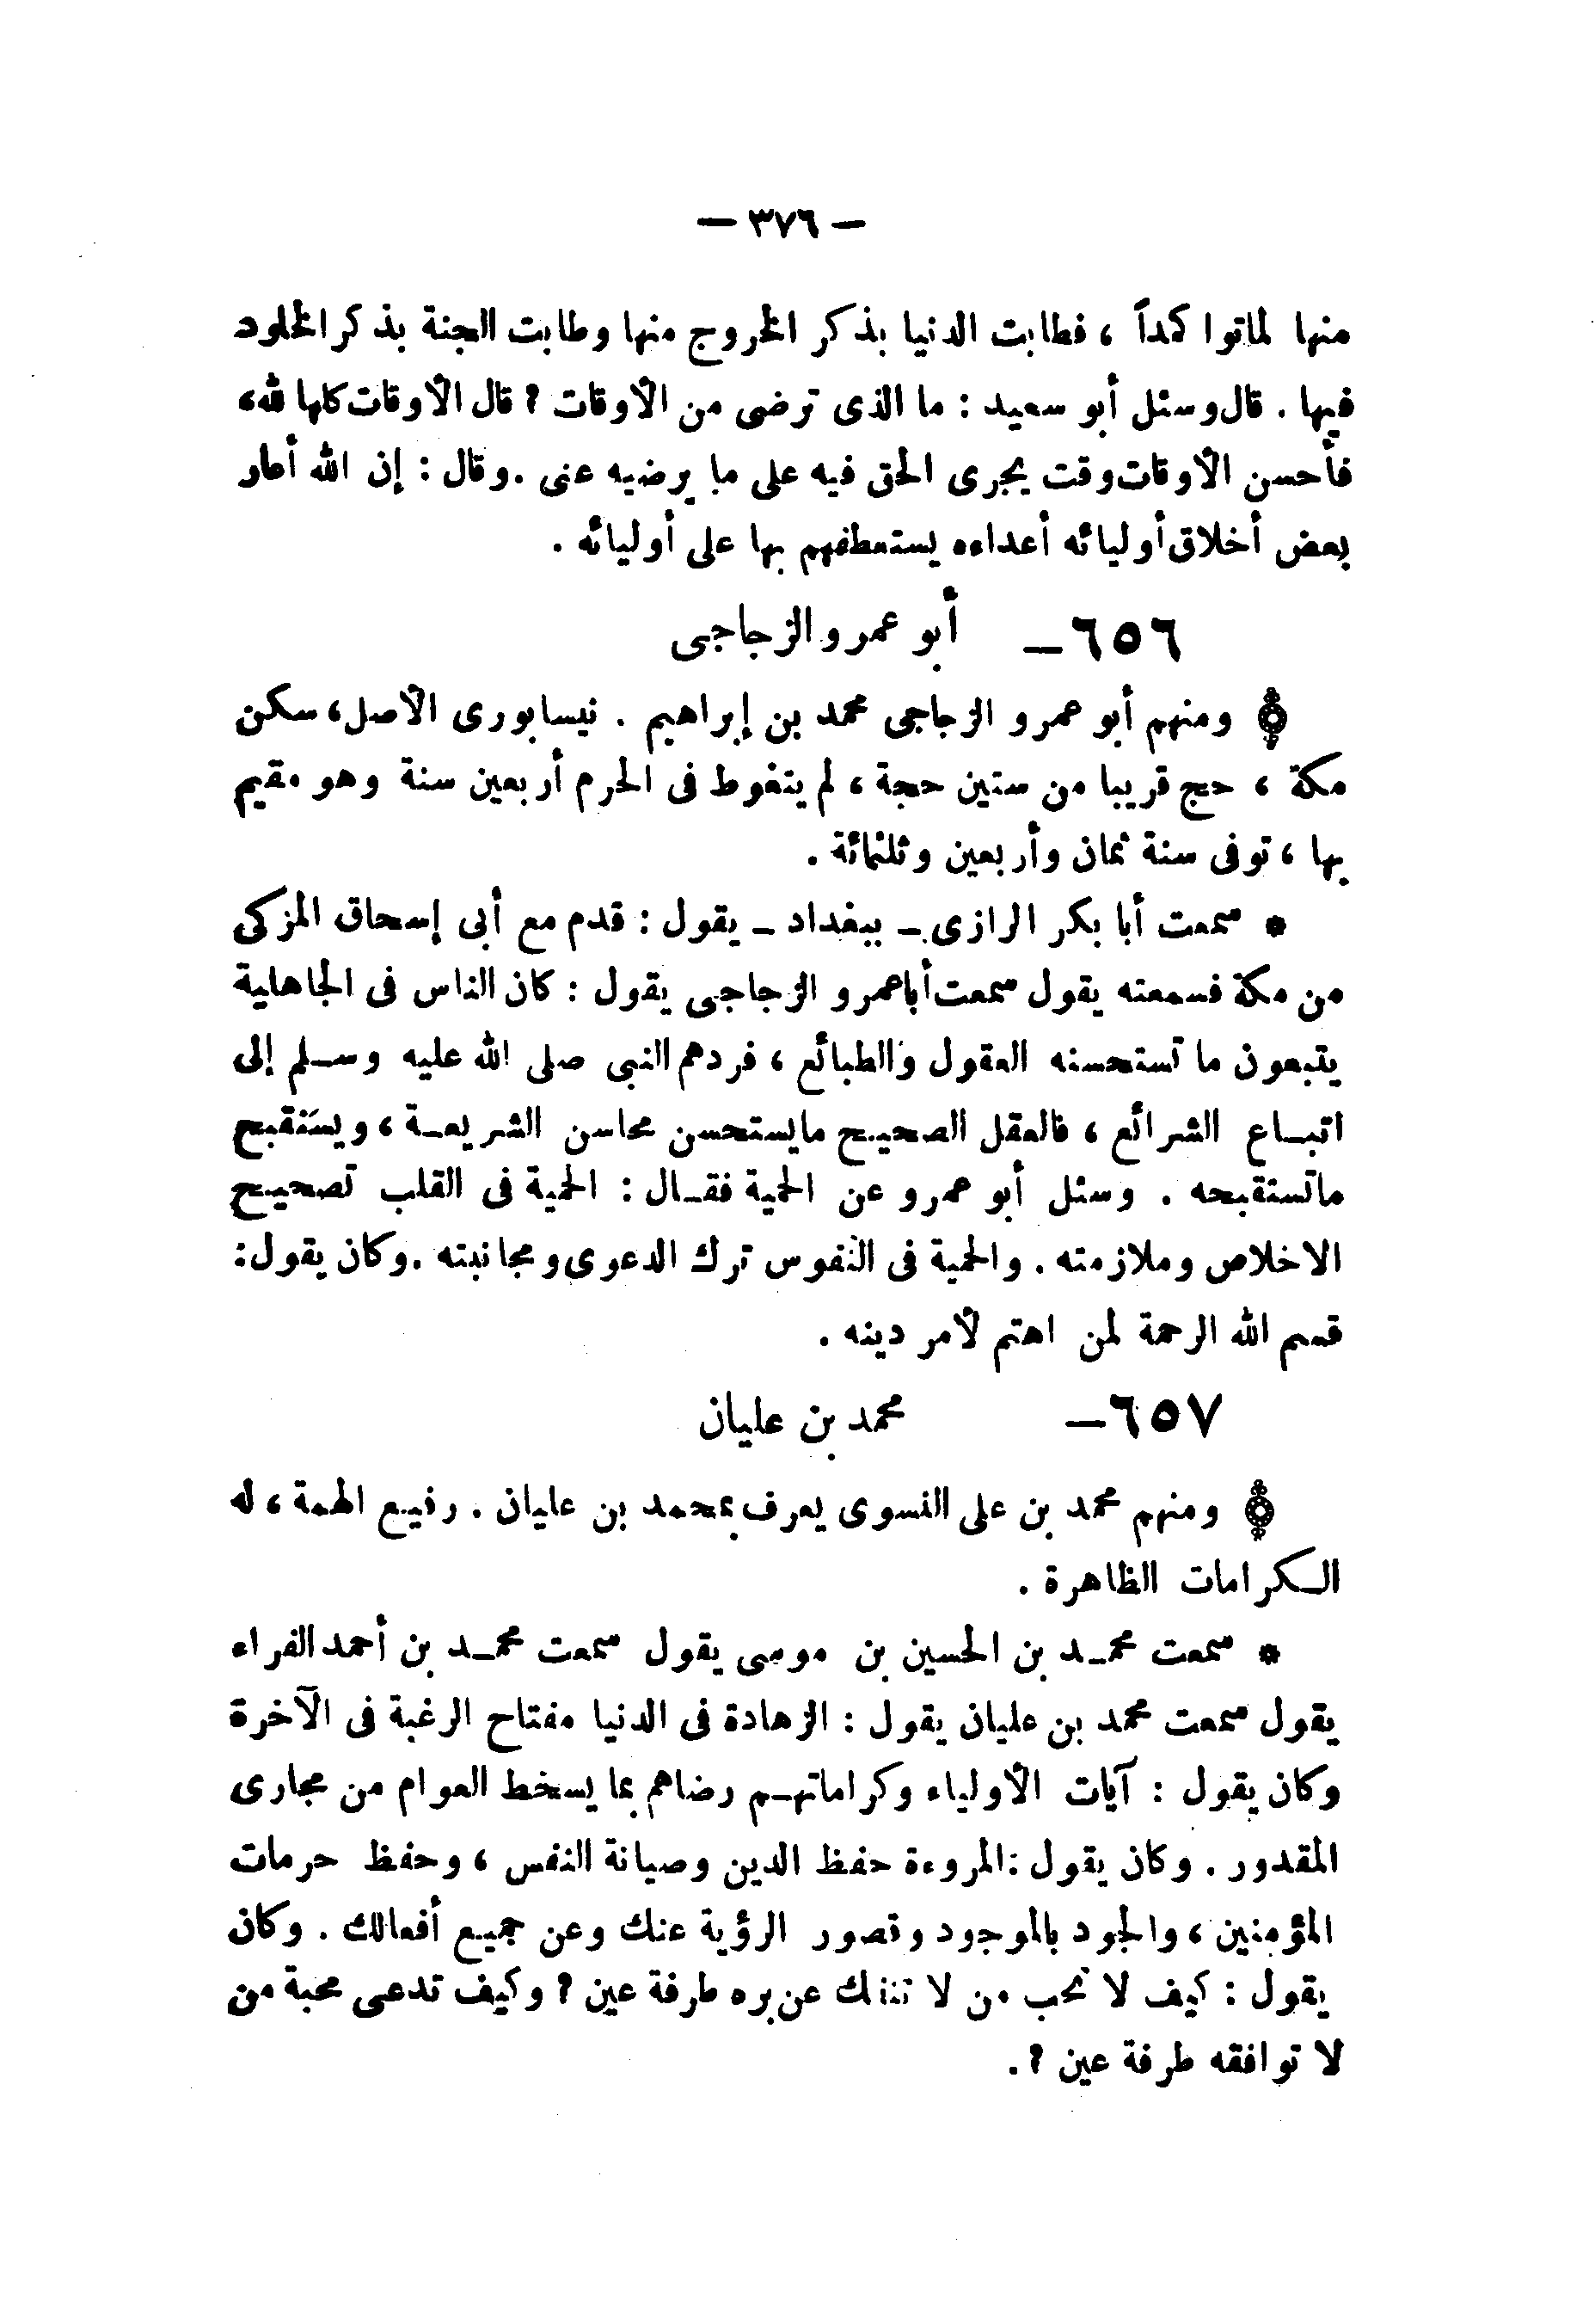 — ٣٧٦ —
منها لماتوا كمداً ، فطابت الدنيا بذكر الخروج منها وطابت الجنة بذكر الخلود
فيها . قال وسئل أبو سعيد : ما الذى ترضى من الأوقات ؟ قال الأوقات كلها لله،
فأحسن الأوقات وقت يجرى الحق فيه على ما يرضيه عنى . وقال : إن الله أعار
بعض أخلاق أوليائه أعداءه يستعطفهم بها على أوليائه .
٦٥٦ — أبو عمرو الزجاجى
۞ ومنهم أبو عمرو الزجاجى محمد بن إبراهيم . نيسابورى الأصل، سكن
مكة ، حج قريبا من ستين حجة ، لم يتغوط فى الحرم أربعين سنة وهو مقيم
بها ، توفى سنة ثمان وأربعين وثلثمائة .
* سمعت أبا بكر الرازى - ببغداد - يقول : قدم مع أبى إسحاق المزكى
من مكة فسمعته يقول سمعت أبا عمرو الزجاجى يقول : كان الناس فى الجاهلية
يتبعون ما تستحسنه العقول والطبائع ، فردهم النبى صلى الله عليه وسلم إلى
اتباع الشرائع ، فالعقل الصحيح مايستحسن محاسن الشريعة ، ويستقبح
ماتستقبحه . وسئل أبو عمرو عن الحمية فقال : الحمية فى القلب تصحيح
الاخلاص وملازمته . والحمية فى النفوس ترك الدعوى ومجانبته . وكان يقول:
قسم الله الرحمة لمن اهتم لأمر دينه .
٦٥٧ — محمد بن عليان
۞ ومنهم محمد بن على النسوى يعرف بمحمد بن عليان . رفيع الهمة ، له
الكرامات الظاهرة .
* سمعت محمد بن الحسين بن موسى يقول سمعت محمد بن أحمد الفراء
يقول سمعت محمد بن عليان يقول : الزهادة فى الدنيا مفتاح الرغبة فى الآخرة
وكان يقول : آيات الأولياء وكراماتهم رضاهم بما يسخط العوام من مجارى
المقدور . وكان يقول : المروءة حفظ الدين وصيانة النفس ، وحفظ حرمات
المؤمنين ، والجود بالموجود وقصور الرؤية عنك وعن جميع أفعالك . وكان
يقول : كيف لا تحب من لا تنفك عن بره طرفة عين ؟ وكيف تدعى محبة من
لا توافقه طرفة عين ؟ .